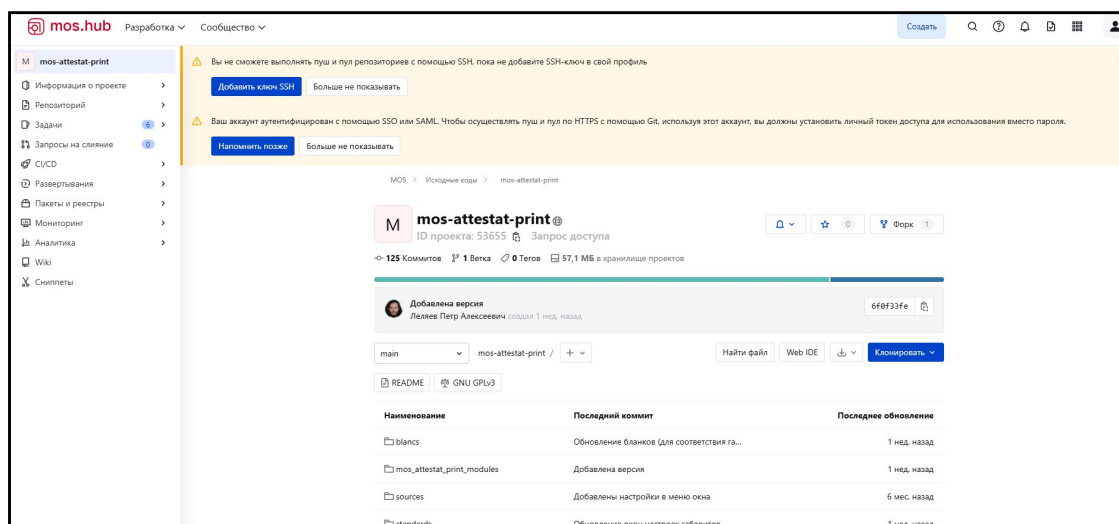 mos.hub Разработка Сообщество Создать
M mos-attestat-print
Информация о проекте
Репозиторий
Задачи 6
Запросы на слияние 0
CI/CD
Развертывания
Пакеты и реестры
Мониторинг
Аналитика
Wiki
Сниппеты
Вы не сможете выполнять пуш и пул репозиториев с помощью SSH, пока не добавите SSH-ключ в свой профиль
Добавить ключ SSH Больше не показывать
Ваш аккаунт аутентифицирован с помощью SSO или SAML. Чтобы осуществлять пуш и пул по HTTPS с помощью Git, используя этот аккаунт, вы должны установить личный токен доступа для использования вместо пароля.
Напомнить позже Больше не показывать
MOS > Исходные коды > mos-attestat-print
M mos-attestat-print
ID проекта: 53655 Запрос доступа
0 Форк 1
125 Коммитов 1 Ветка 0 Тегов 57,1 МБ в хранилище проектов
Добавлена версия
Леляев Петр Алексеевич создал 1 нед. назад
6f0f33fe
main mos-attestat-print / + Найти файл Web IDE Клонировать
README GNU GPLv3
Наименование Последний коммит Последнее обновление
blancs Обновление бланков (для соответствия га... 1 нед. назад
mos_attestat_print_modules Добавлена версия 1 нед. назад
sources Добавлены настройки в меню окна 6 мес. назад
standards Обновление окон настроек габаритов 1 нед. назад